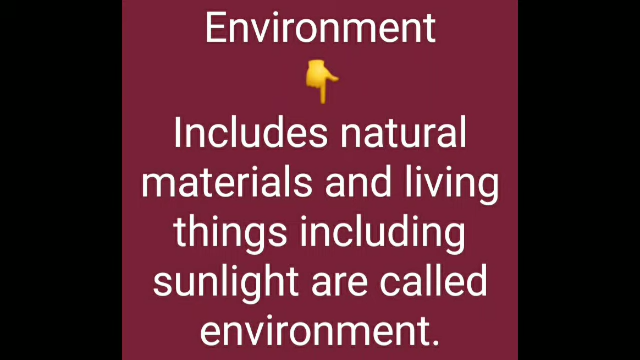 Environment
👇
Includes natural
materials and living
things including
sunlight are called
environment.